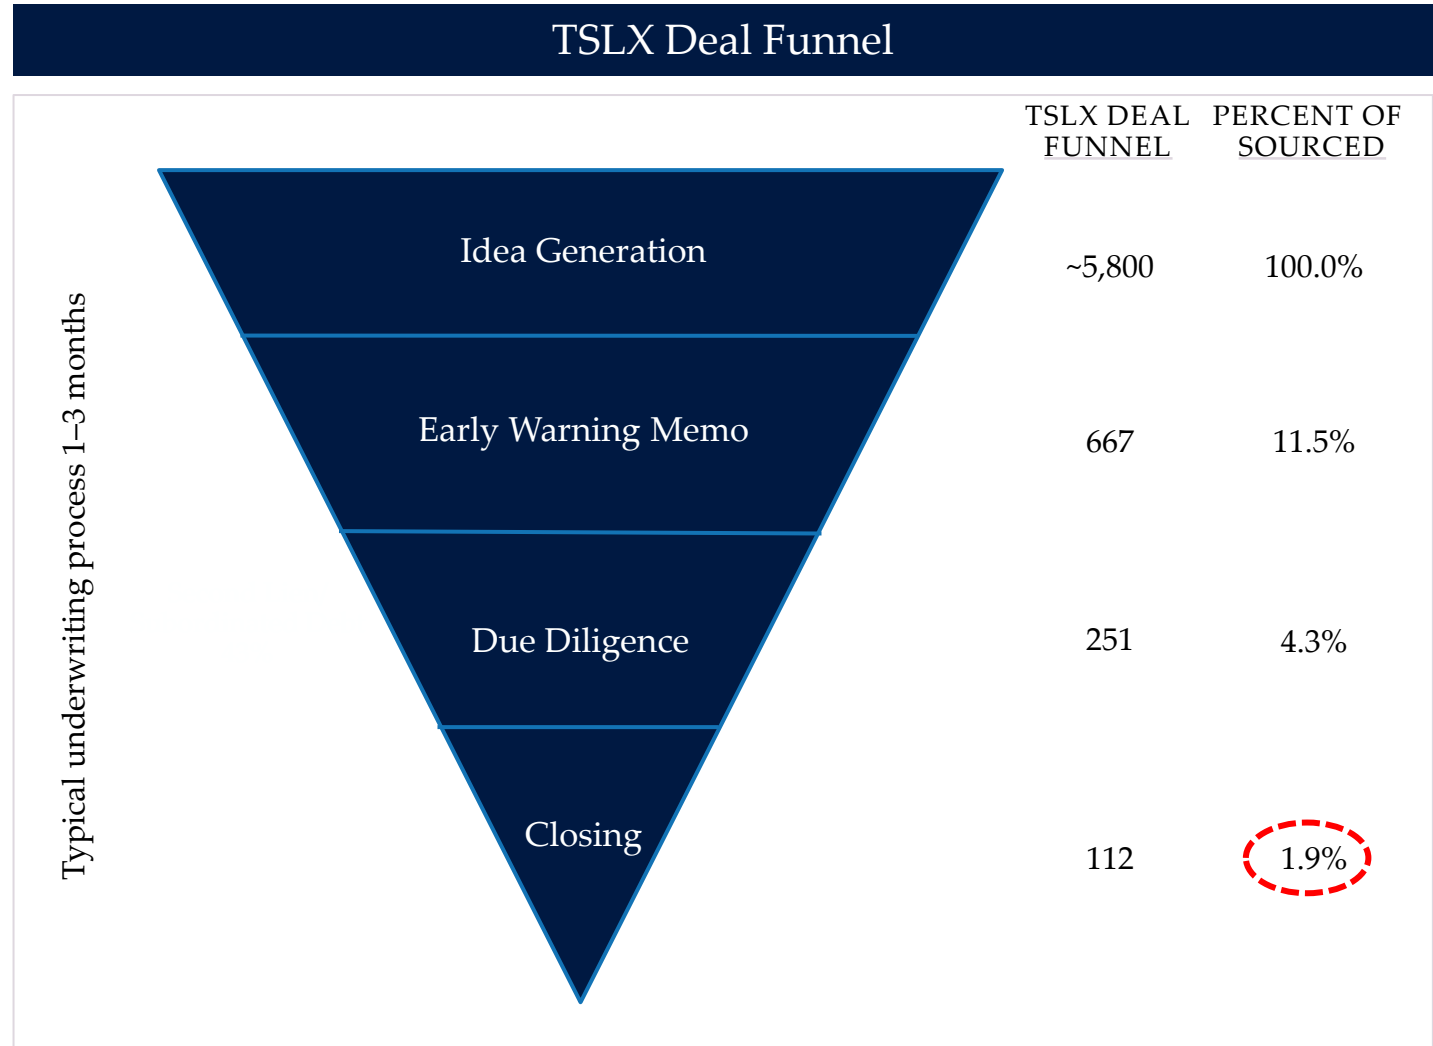 TSLX Deal Funnel
TSLX DEAL FUNNEL
PERCENT OF SOURCED
Typical underwriting process 1–3 months
Idea Generation
~5,800
100.0%
Early Warning Memo
667
11.5%
Due Diligence
251
4.3%
Closing
112
1.9%